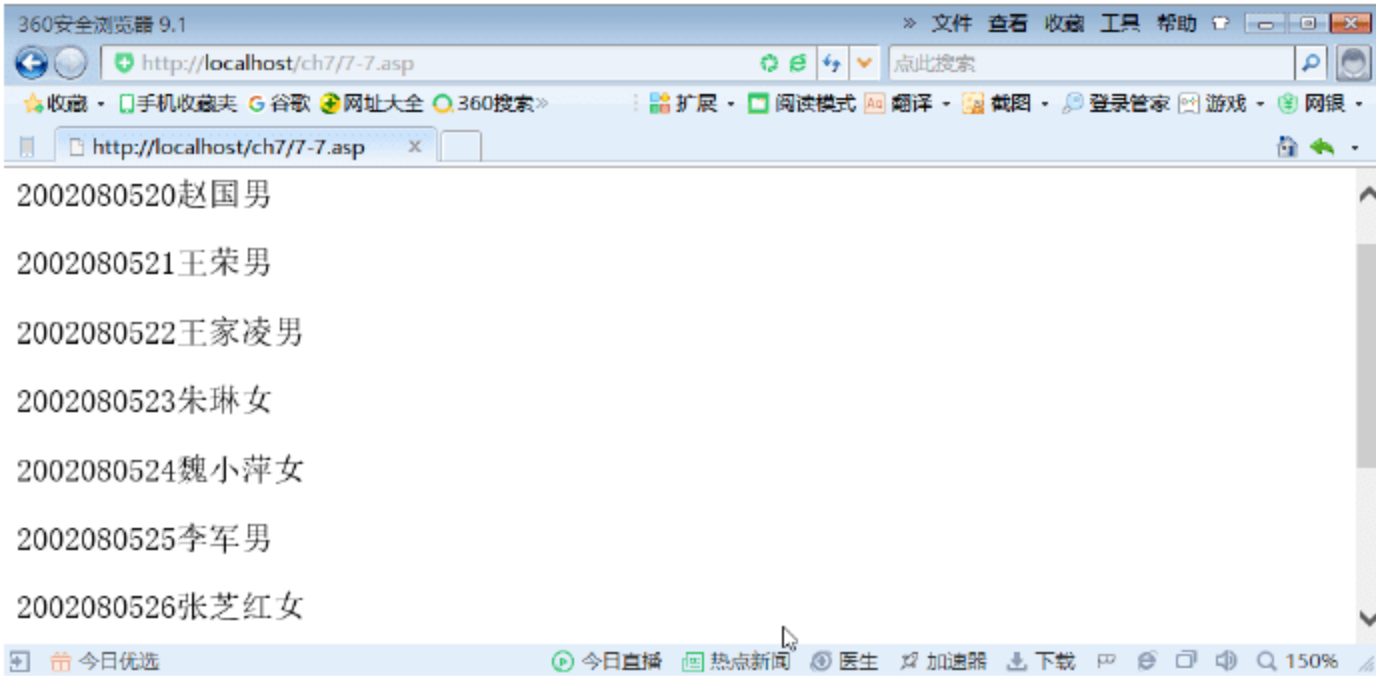 360安全浏览器 9.1 » 文件 查看 收藏 工具 帮助
http://localhost/ch7/7-7.asp 点此搜索
收藏 手机收藏夹 谷歌 网址大全 360搜索» 扩展 阅读模式 翻译 截图 登录管家 游戏 网银
http://localhost/ch7/7-7.asp x
2002080520赵国男
2002080521王荣男
2002080522王家凌男
2002080523朱琳女
2002080524魏小萍女
2002080525李军男
2002080526张芝红女
今日优选 今日直播 热点新闻 医生 加速器 下载 150%